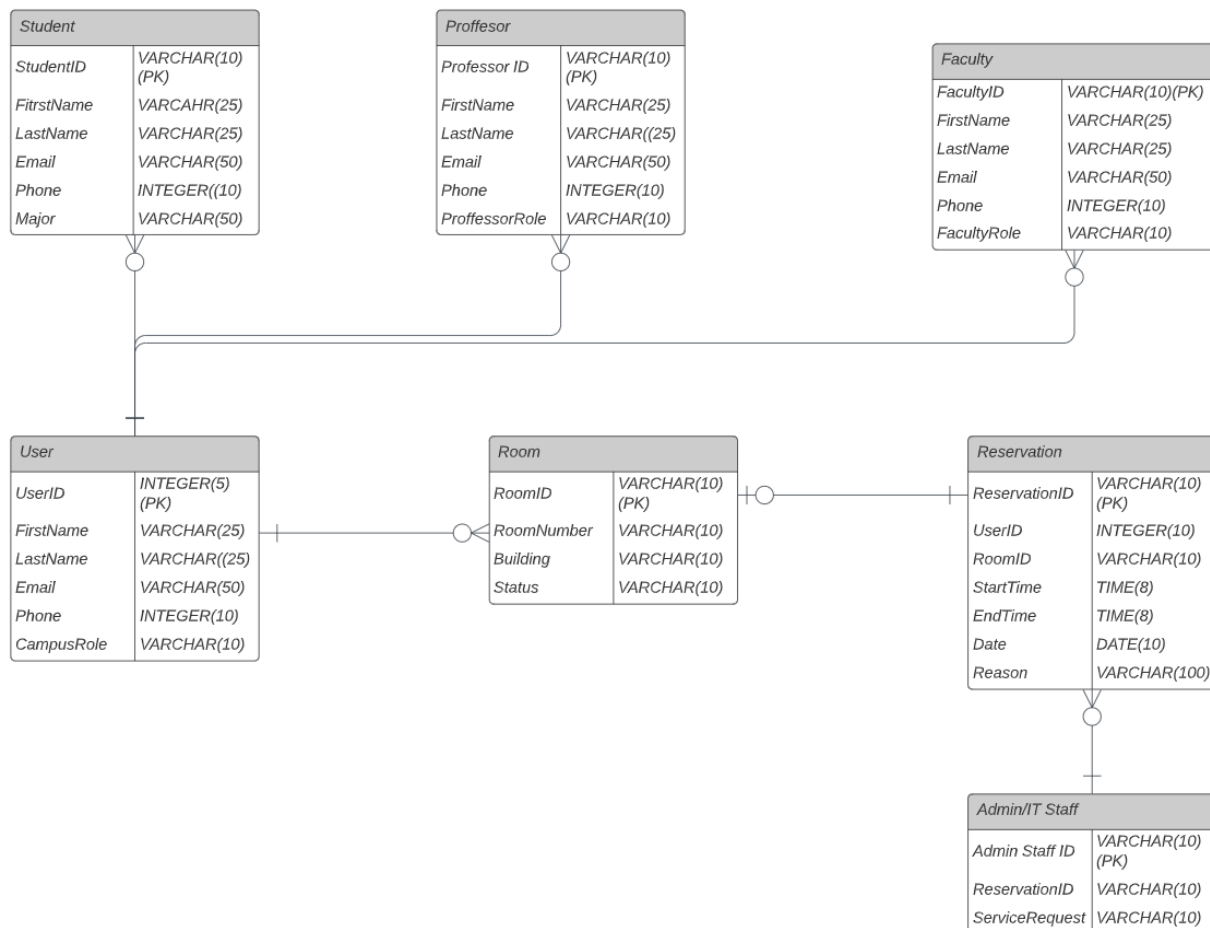 Student
StudentID VARCHAR(10)
(PK)
FitrstName VARCAHR(25)
LastName VARCHAR(25)
Email VARCHAR(50)
Phone INTEGER((10)
Major VARCHAR(50)
Proffesor
Professor ID VARCHAR(10)
(PK)
FirstName VARCHAR(25)
LastName VARCHAR((25)
Email VARCHAR(50)
Phone INTEGER(10)
ProffessorRole VARCHAR(10)
Faculty
FacultyID VARCHAR(10)(PK)
FirstName VARCHAR(25)
LastName VARCHAR(25)
Email VARCHAR(50)
Phone INTEGER(10)
FacultyRole VARCHAR(10)
User
UserID INTEGER(5)
(PK)
FirstName VARCHAR(25)
LastName VARCHAR((25)
Email VARCHAR(50)
Phone INTEGER(10)
CampusRole VARCHAR(10)
Room
RoomID VARCHAR(10)
(PK)
RoomNumber VARCHAR(10)
Building VARCHAR(10)
Status VARCHAR(10)
Reservation
ReservationID VARCHAR(10)
(PK)
UserID INTEGER(10)
RoomID VARCHAR(10)
StartTime TIME(8)
EndTime TIME(8)
Date DATE(10)
Reason VARCHAR(100)
Admin/IT Staff
Admin Staff ID VARCHAR(10)
(PK)
ReservationID VARCHAR(10)
ServiceRequest VARCHAR(10)